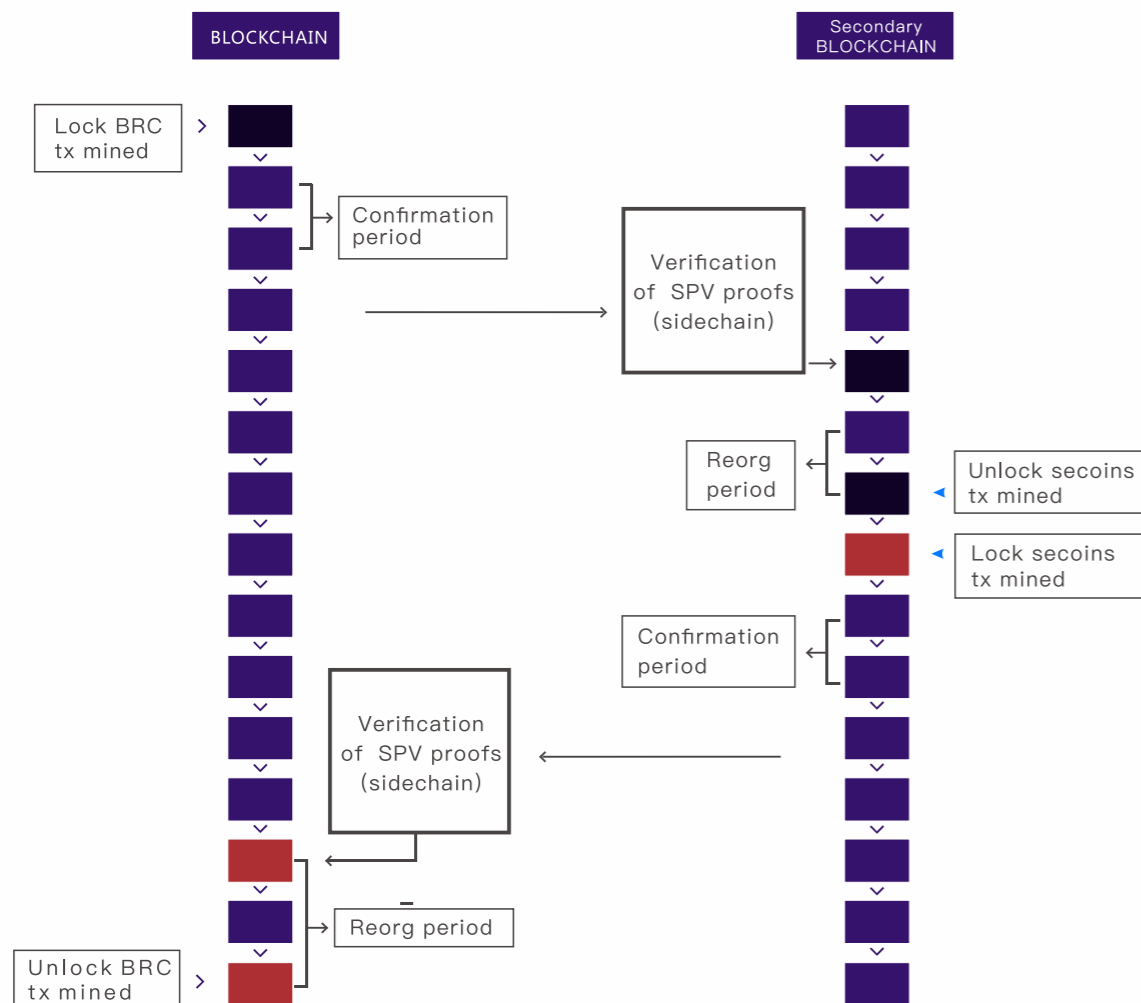 BLOCKCHAIN
Secondary
BLOCKCHAIN
Lock BRC
tx mined
Confirmation
period
Verification
of SPV proofs
(sidechain)
Reorg
period
Unlock secoins
tx mined
Lock secoins
tx mined
Confirmation
period
Verification
of SPV proofs
(sidechain)
Reorg period
Unlock BRC
tx mined